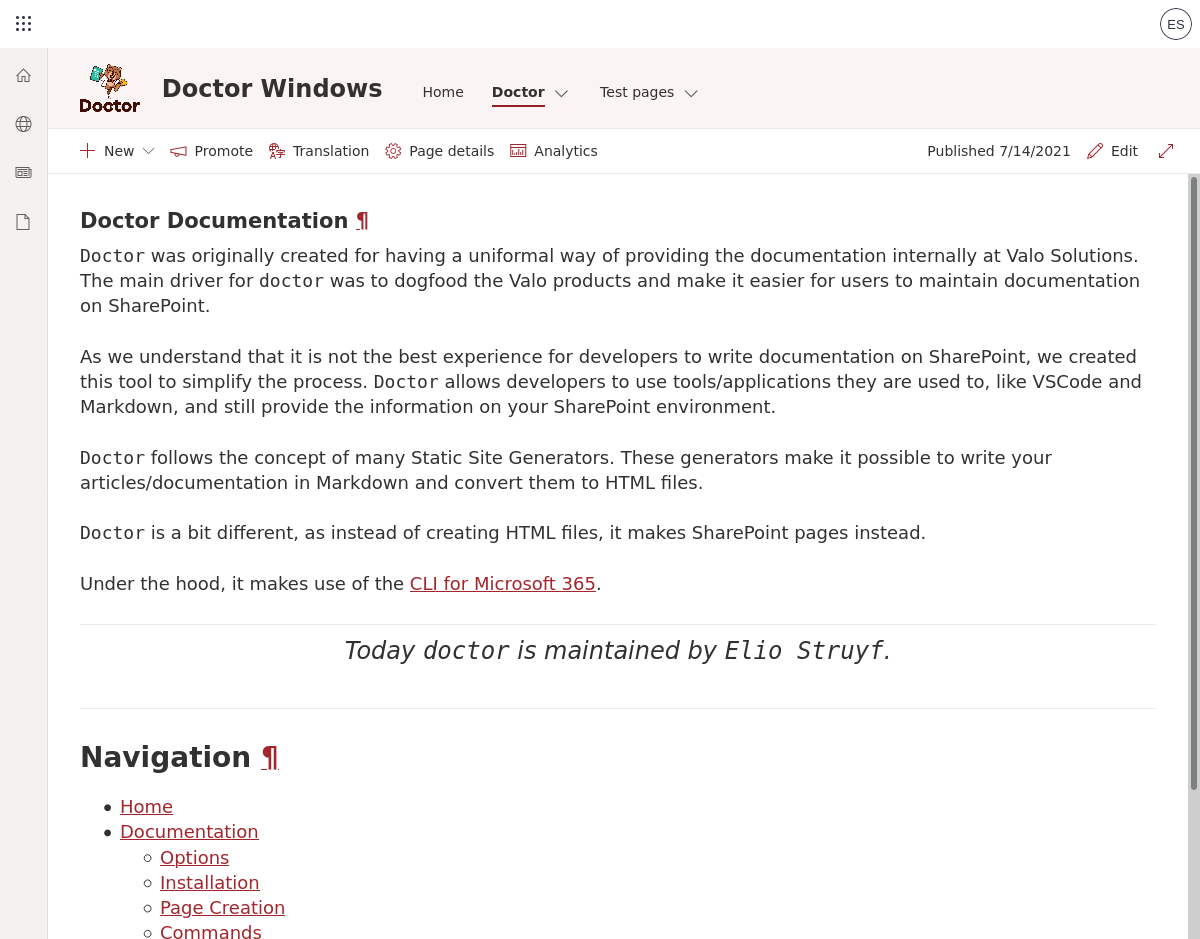 ES
Doctor
Doctor Windows
Home Doctor Test pages
New Promote Translation Page details Analytics Published 7/14/2021 Edit
Doctor Documentation ¶
Doctor was originally created for having a uniformal way of providing the documentation internally at Valo Solutions.
The main driver for doctor was to dogfood the Valo products and make it easier for users to maintain documentation
on SharePoint.
As we understand that it is not the best experience for developers to write documentation on SharePoint, we created
this tool to simplify the process. Doctor allows developers to use tools/applications they are used to, like VSCode and
Markdown, and still provide the information on your SharePoint environment.
Doctor follows the concept of many Static Site Generators. These generators make it possible to write your
articles/documentation in Markdown and convert them to HTML files.
Doctor is a bit different, as instead of creating HTML files, it makes SharePoint pages instead.
Under the hood, it makes use of the CLI for Microsoft 365.
Today doctor is maintained by Elio Struyf.
Navigation ¶
Home
Documentation
Options
Installation
Page Creation
Commands